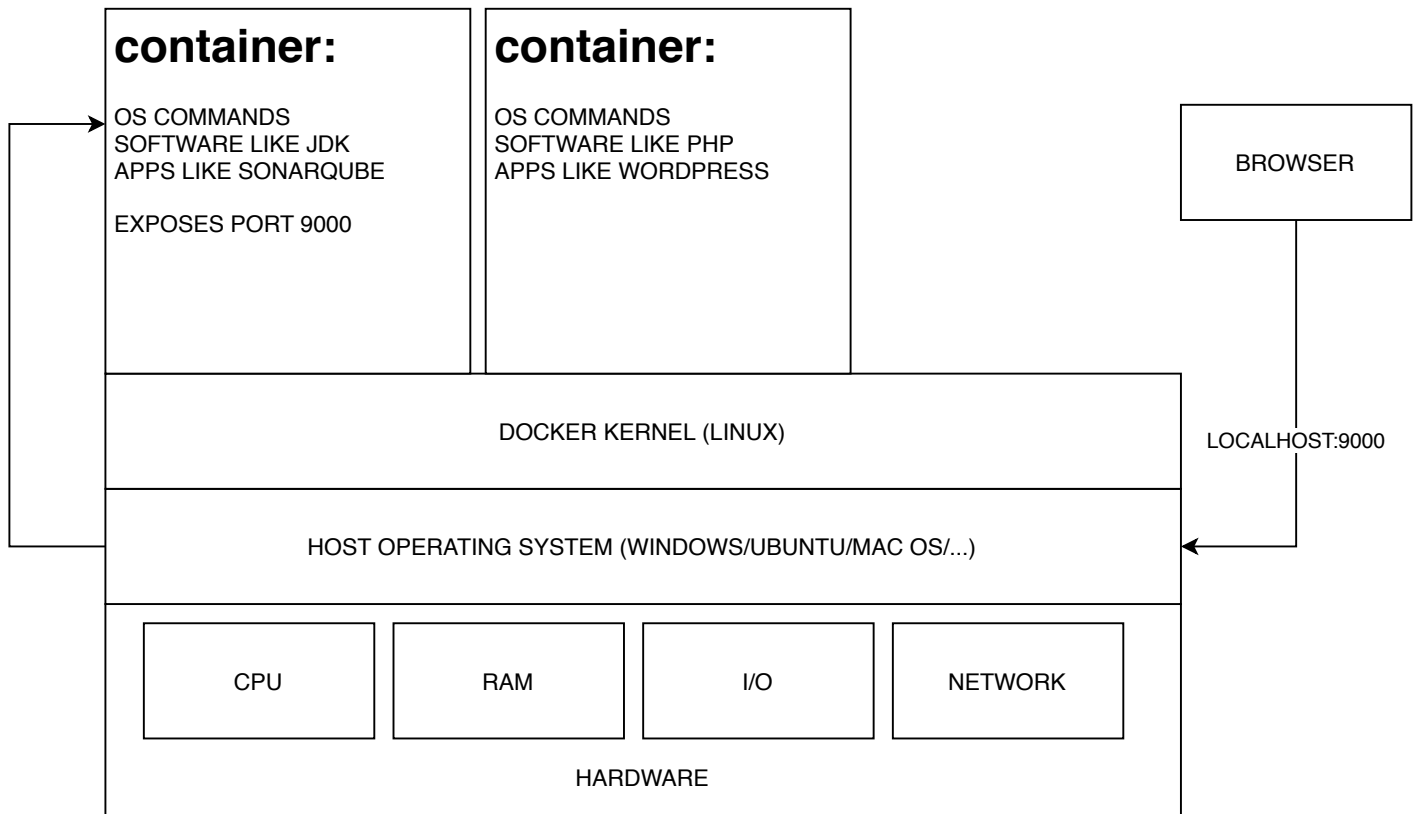 container:
OS COMMANDS
SOFTWARE LIKE JDK
APPS LIKE SONARQUBE
EXPOSES PORT 9000
container:
OS COMMANDS
SOFTWARE LIKE PHP
APPS LIKE WORDPRESS
BROWSER
DOCKER KERNEL (LINUX)
LOCALHOST:9000
HOST OPERATING SYSTEM (WINDOWS/UBUNTU/MAC OS/...)
CPU
RAM
I/O
NETWORK
HARDWARE